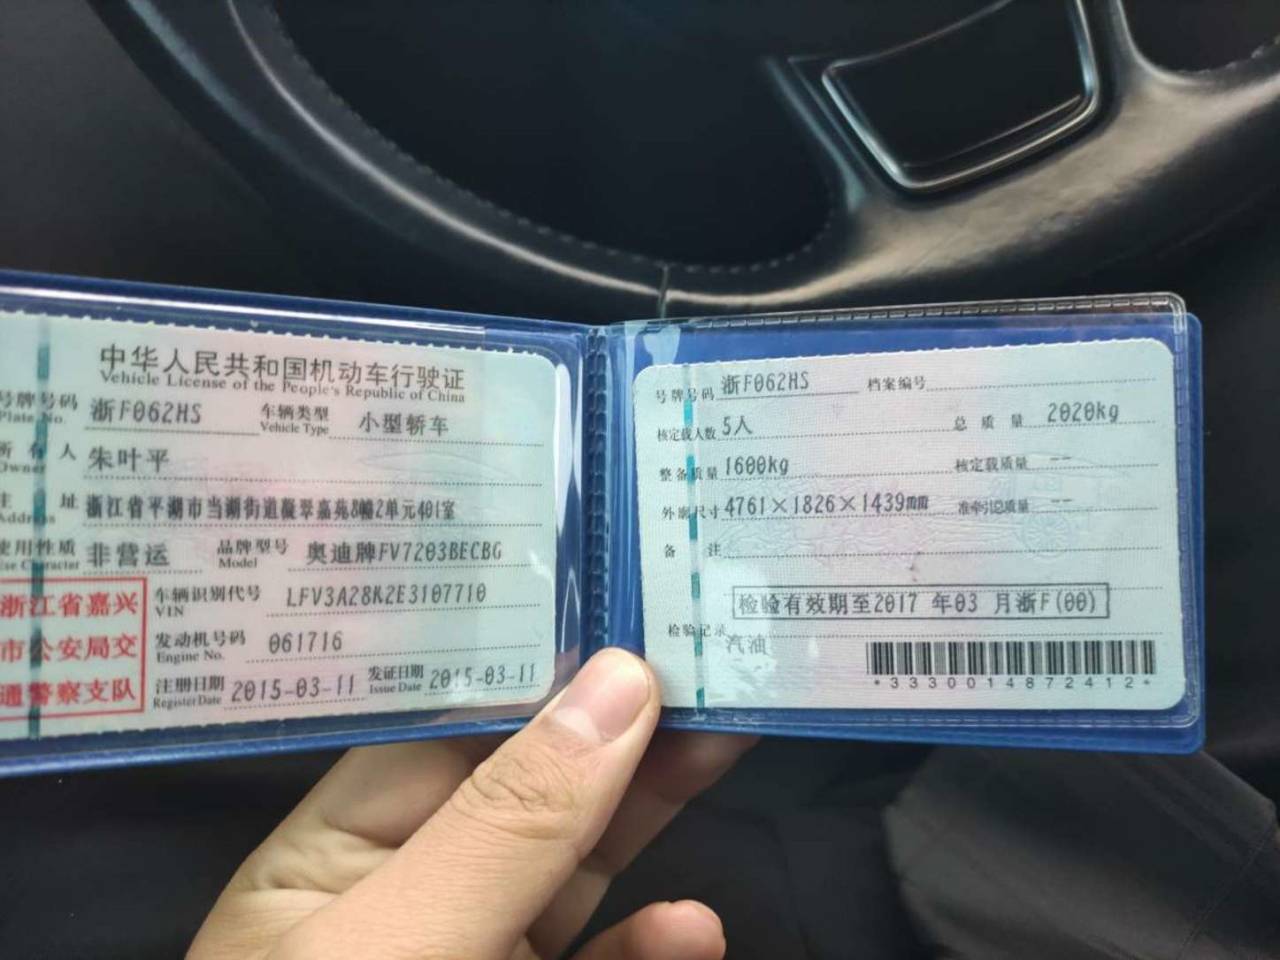 中华人民共和国机动车行驶证
Vehicle License of the People's Republic of China
号牌号码 浙F062HS 车辆类型 小型轿车
Plate No. Vehicle Type
所有人 朱叶平
Owner
住址 浙江省平湖市当湖街道 翠嘉苑8幢2单元401室
Address
使用性质 非营运 品牌型号 奥迪牌FV7203BECBG
Use Character Model
浙江省嘉兴
市公安局交
通警察支队
车辆识别代号 LFV3A28K2E3107710
VIN
发动机号码 061716
Engine No.
注册日期 2015-03-11 发证日期 2015-03-11
Register Date Issue Date
号牌号码 浙F062HS 档案编号
核定载人数 5人 总质量 2020kg
整备质量 1600kg 核定载质量 --
外廓尺寸 4761×1826×1439mm 准牵引总质量 --
备注
检验有效期至2017 年03 月浙F(00)
检验记录
汽油
*3330014872412*